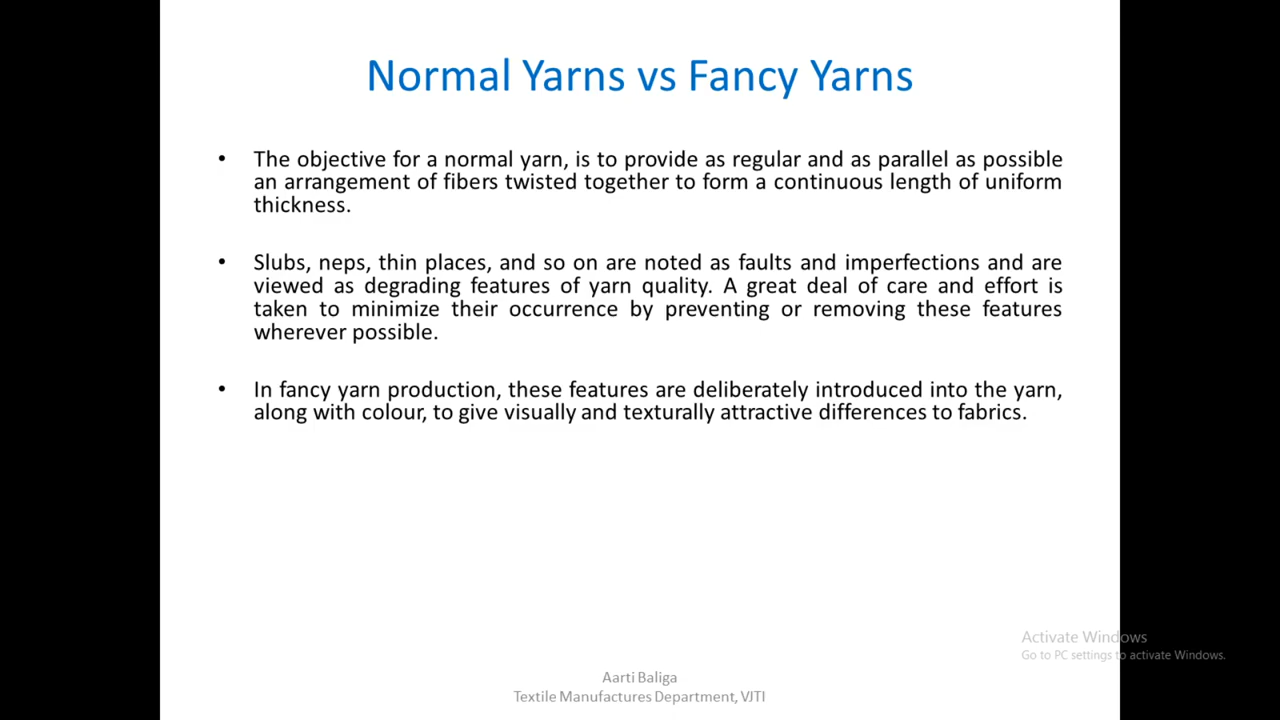 Normal Yarns vs Fancy Yarns
• The objective for a normal yarn, is to provide as regular and as parallel as possible
an arrangement of fibers twisted together to form a continuous length of uniform
thickness.
• Slubs, neps, thin places, and so on are noted as faults and imperfections and are
viewed as degrading features of yarn quality. A great deal of care and effort is
taken to minimize their occurrence by preventing or removing these features
wherever possible.
• In fancy yarn production, these features are deliberately introduced into the yarn,
along with colour, to give visually and texturally attractive differences to fabrics.
Activate Windows
Go to PC settings to activate Windows.
Aarti Baliga
Textile Manufactures Department, VJTI